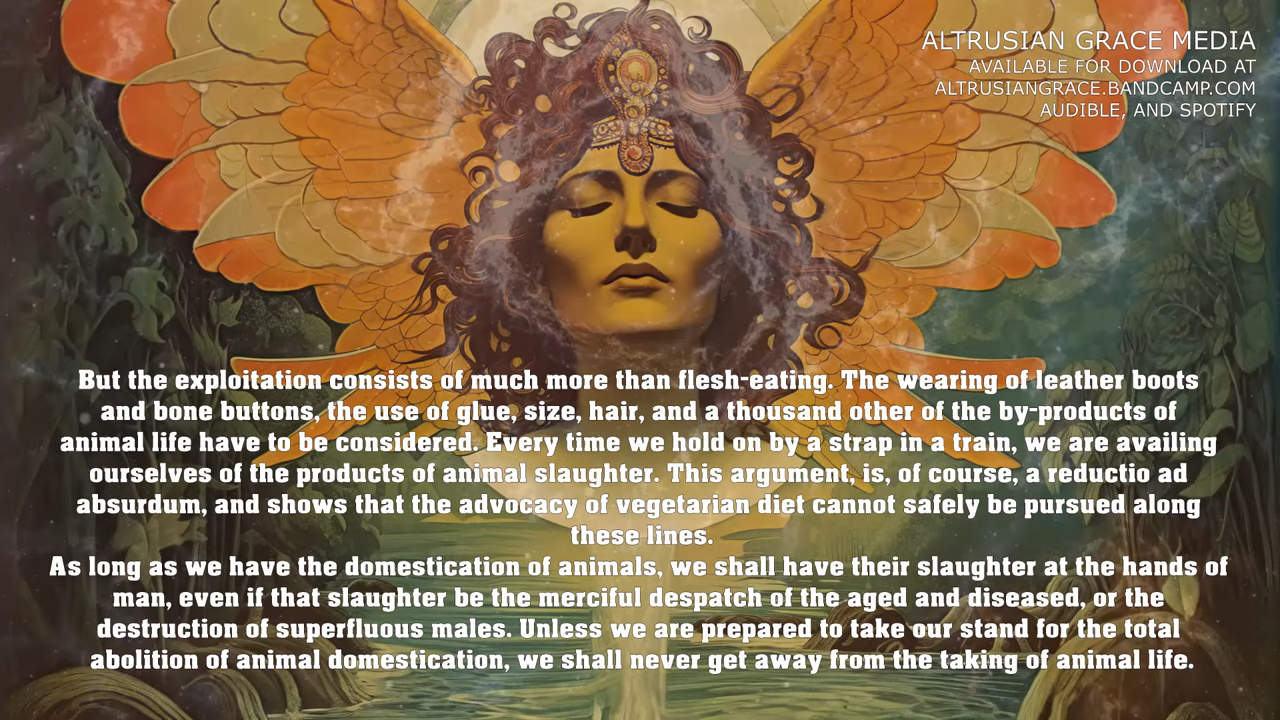 ALTRUSIAN GRACE MEDIA
AVAILABLE FOR DOWNLOAD AT
ALTRUSIANGRACE.BANDCAMP.COM
AUDIBLE, AND SPOTIFY
But the exploitation consists of much more than flesh-eating. The wearing of leather boots
and bone buttons, the use of glue, size, hair, and a thousand other of the by-products of
animal life have to be considered. Every time we hold on by a strap in a train, we are availing
ourselves of the products of animal slaughter. This argument, is, of course, a reductio ad
absurdum, and shows that the advocacy of vegetarian diet cannot safely be pursued along
these lines.
As long as we have the domestication of animals, we shall have their slaughter at the hands of
man, even if that slaughter be the merciful despatch of the aged and diseased, or the
destruction of superfluous males. Unless we are prepared to take our stand for the total
abolition of animal domestication, we shall never get away from the taking of animal life.